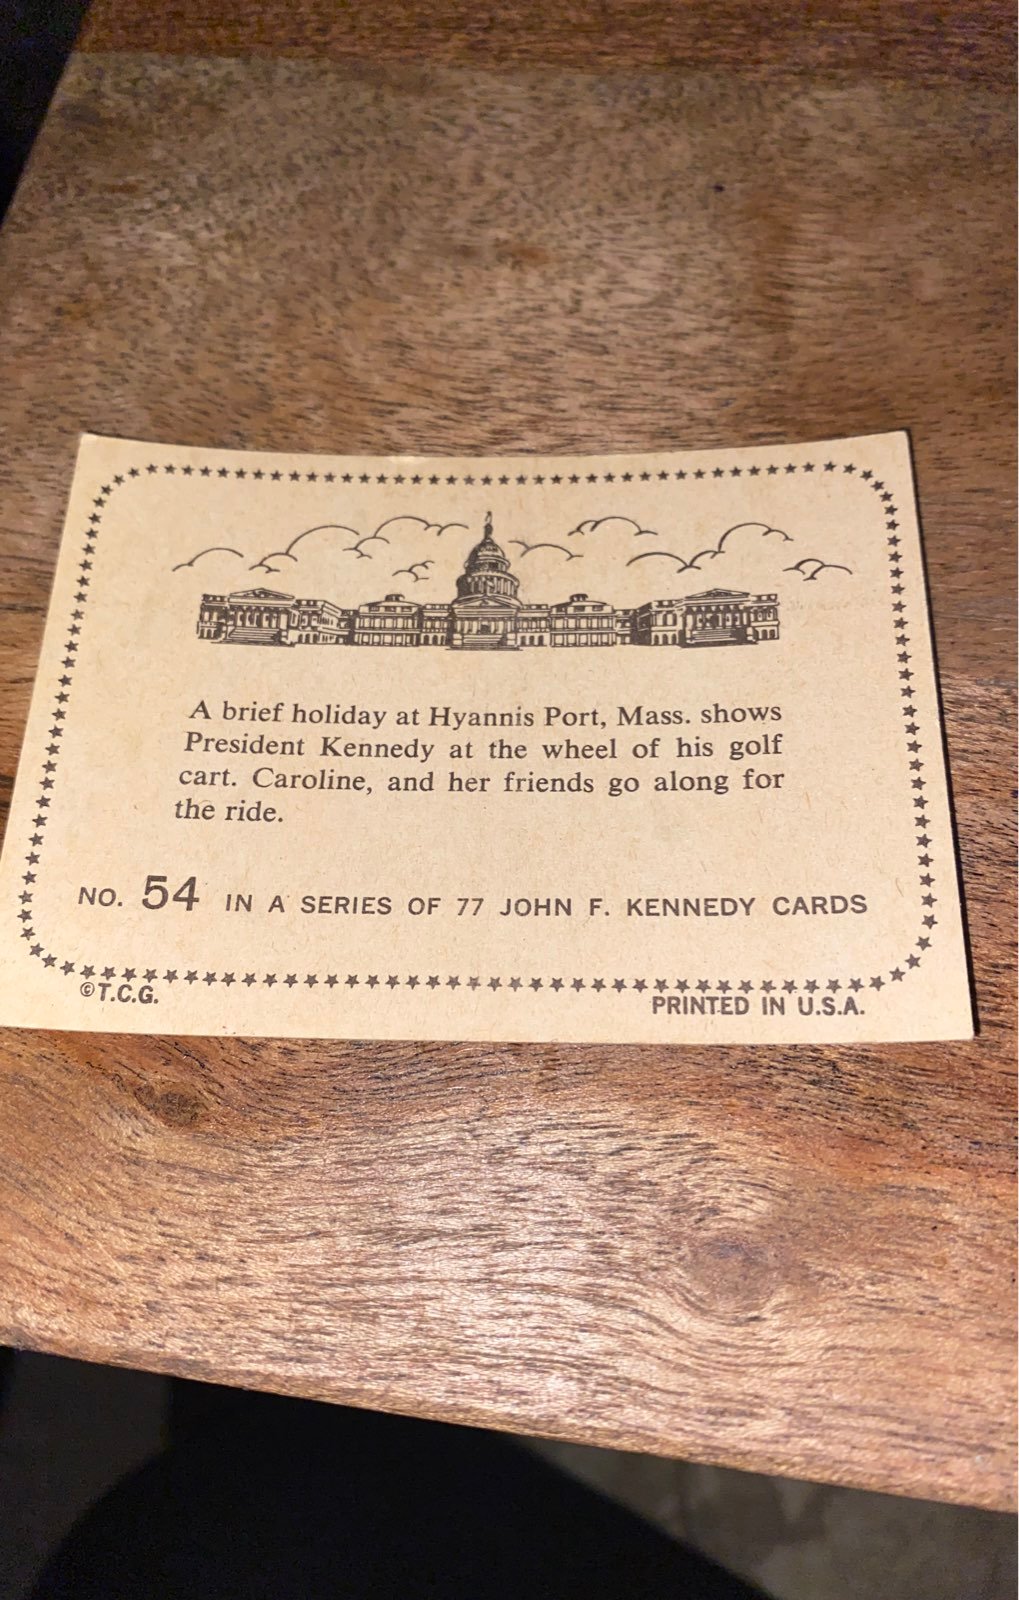 A brief holiday at Hyannis Port, Mass. shows
President Kennedy at the wheel of his golf
cart. Caroline, and her friends go along for
the ride.
NO. 54 IN A SERIES OF 77 JOHN F. KENNEDY CARDS
©T.C.G.
PRINTED IN U.S.A.